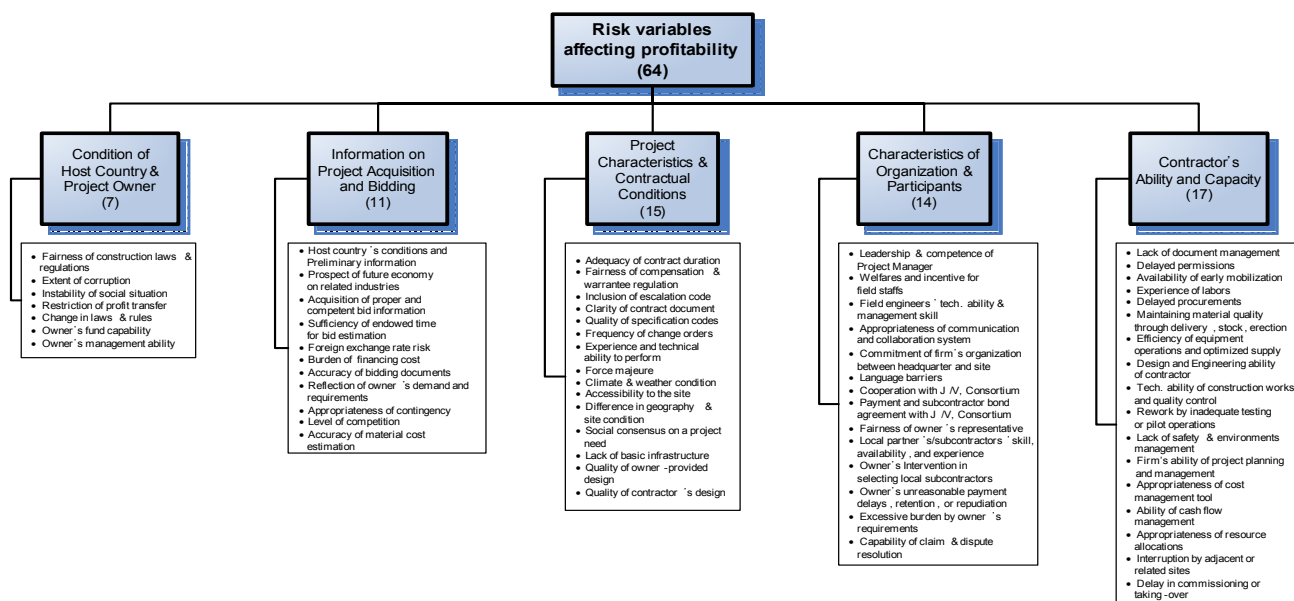 Risk variables
affecting profitability
(64)
Condition of
Host Country &
Project Owner
(7)
• Fairness of construction laws & 
regulations
• Extent of corruption
• Instability of social situation
• Restriction of profit transfer
• Change in laws & rules
• Owner´s fund capability
• Owner´s management ability
Information on
Project Acquisition
and Bidding
(11)
• Host country ´s conditions and
Preliminary information
• Prospect of future economy
on related industries
• Acquisition of proper and
competent bid information
• Sufficiency of endowed time
for bid estimation
• Foreign exchange rate risk
• Burden of financing cost
• Accuracy of bidding documents
• Reflection of owner ´s demand and
requirements
• Appropriateness of contingency
• Level of competition
• Accuracy of material cost
estimation
Project
Characteristics &
Contractual
Conditions
(15)
• Adequacy of contract duration
• Fairness of compensation &
warrantee regulation
• Inclusion of escalation code
• Clarity of contract document
• Quality of specification codes
• Frequency of change orders
• Experience and technical
ability to perform
• Force majeure
• Climate & weather condition
• Accessibility to the site
• Difference in geography &
site condition
• Social consensus on a project
need
• Lack of basic infrastructure
• Quality of owner -provided
design
• Quality of contractor ´s design
Characteristics of
Organization &
Participants
(14)
• Leadership & competence of
Project Manager
• Welfares and incentive for
field staffs
• Field engineers ´ tech. ability &
management skill
• Appropriateness of communication
and collaboration system
• Commitment of firm´s organization
between headquarter and site
• Language barriers
• Cooperation with J /V, Consortium
• Payment and subcontractor bond
agreement with J /V, Consortium
• Fairness of owner´s representative
• Local partner´s/subcontractors ´ skill,
availability , and experience
• Owner´s Intervention in
selecting local subcontractors
• Owner´s unreasonable payment
delays , retention, or repudiation
• Excessive burden by owner ´s
requirements
• Capability of claim & dispute
resolution
Contractor´s
Ability and Capacity
(17)
• Lack of document management
• Delayed permissions
• Availability of early mobilization
• Experience of labors
• Delayed procurements
• Maintaining material quality
through delivery , stock , erection
• Efficiency of equipment
operations and optimized supply
• Design and Engineering ability
of contractor
• Tech. ability of construction works
and quality control
• Rework by inadequate testing
or pilot operations
• Lack of safety & environments
management
• Firm´s ability of project planning
and management
• Appropriateness of cost
management tool
• Ability of cash flow
management
• Appropriateness of resource
allocations
• Interruption by adjacent or
related sites
• Delay in commissioning or
taking -over